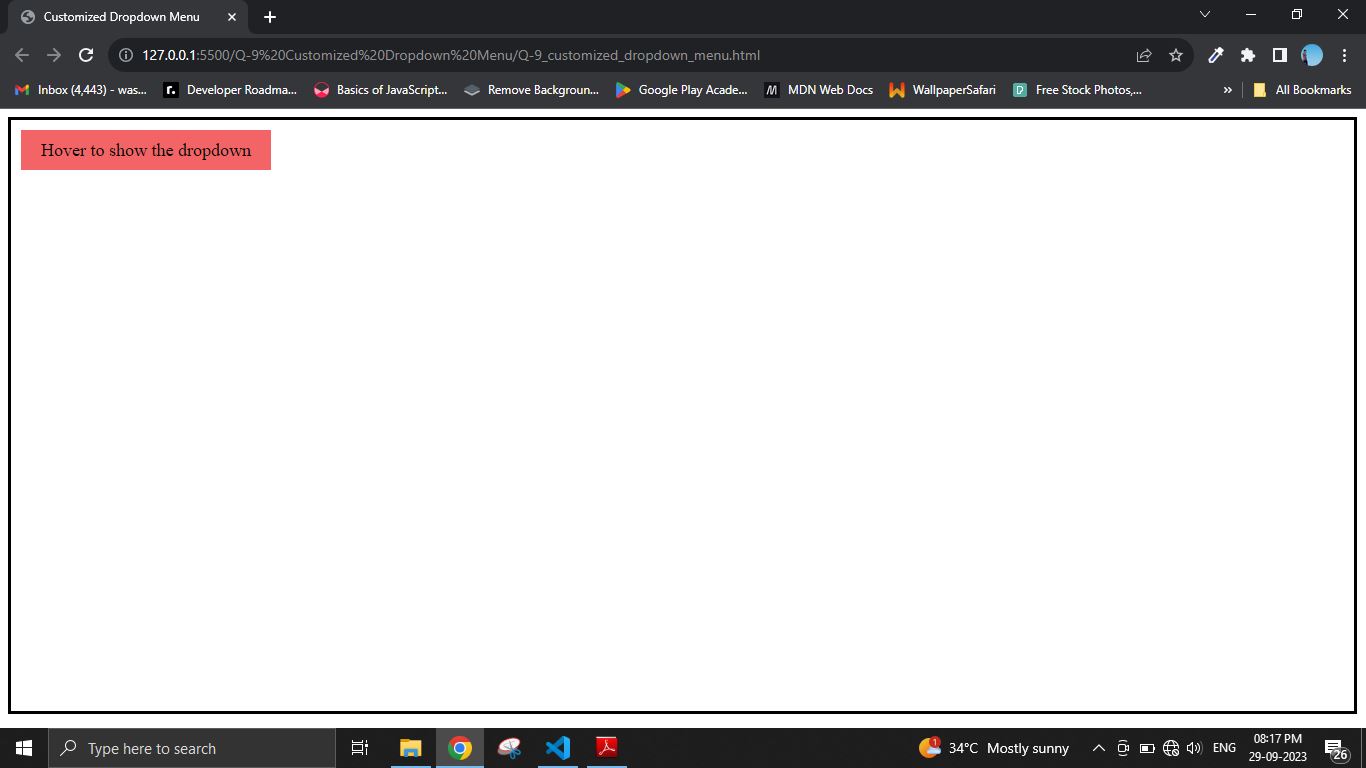 Customized Dropdown Menu
127.0.0.1:5500/Q-9%20Customized%20Dropdown%20Menu/Q-9_customized_dropdown_menu.html
Inbox (4,443) - was... Developer Roadma... Basics of JavaScript... Remove Backgroun... Google Play Acade... MDN Web Docs WallpaperSafari Free Stock Photos,... » All Bookmarks
Hover to show the dropdown
Type here to search 1 34°C Mostly sunny ENG 08:17 PM
29-09-2023 26